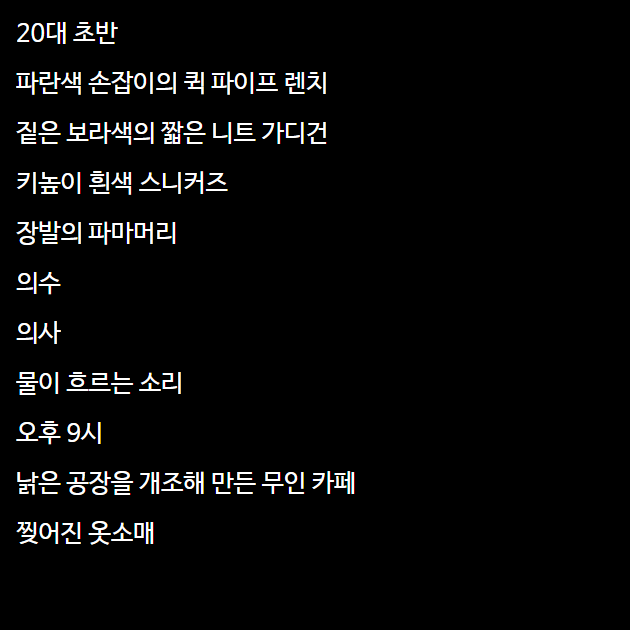 20대 초반
파란색 손잡이의 퀵 파이프 렌치
짙은 보라색의 짧은 니트 가디건
키높이 흰색 스니커즈
장발의 파마머리
의수
의사
물이 흐르는 소리
오후 9시
낡은 공장을 개조해 만든 무인 카페
찢어진 옷소매